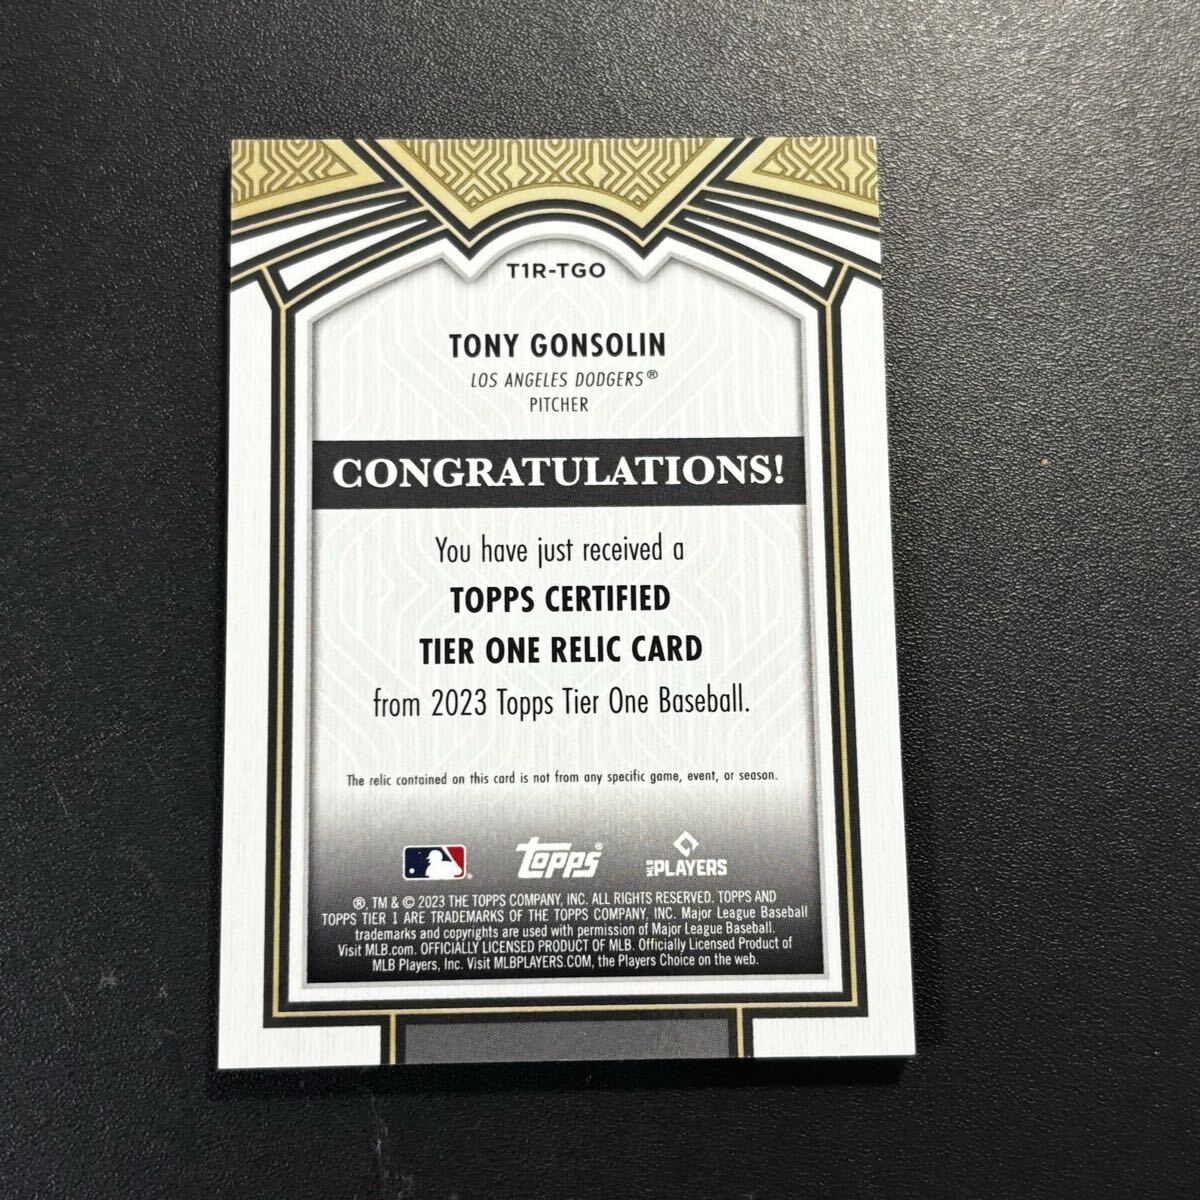 T1R-TGO
TONY GONSOLIN
LOS ANGELES DODGERS®
PITCHER
CONGRATULATIONS!
You have just received a
TOPPS CERTIFIED
TIER ONE RELIC CARD
from 2023 Topps Tier One Baseball.
The relic contained on this card is not from any specific game, event, or season.
topps®
MLB PLAYERS
®, TM & © 2023 THE TOPPS COMPANY, INC. ALL RIGHTS RESERVED. TOPPS AND
TOPPS TIER 1 ARE TRADEMARKS OF THE TOPPS COMPANY, INC. Major League Baseball
trademarks and copyrights are used with permission of Major League Baseball.
Visit MLB.com. OFFICIALLY LICENSED PRODUCT OF MLB. Officially Licensed Product of
MLB Players, Inc. Visit MLBPLAYERS.COM, the Players Choice on the web.